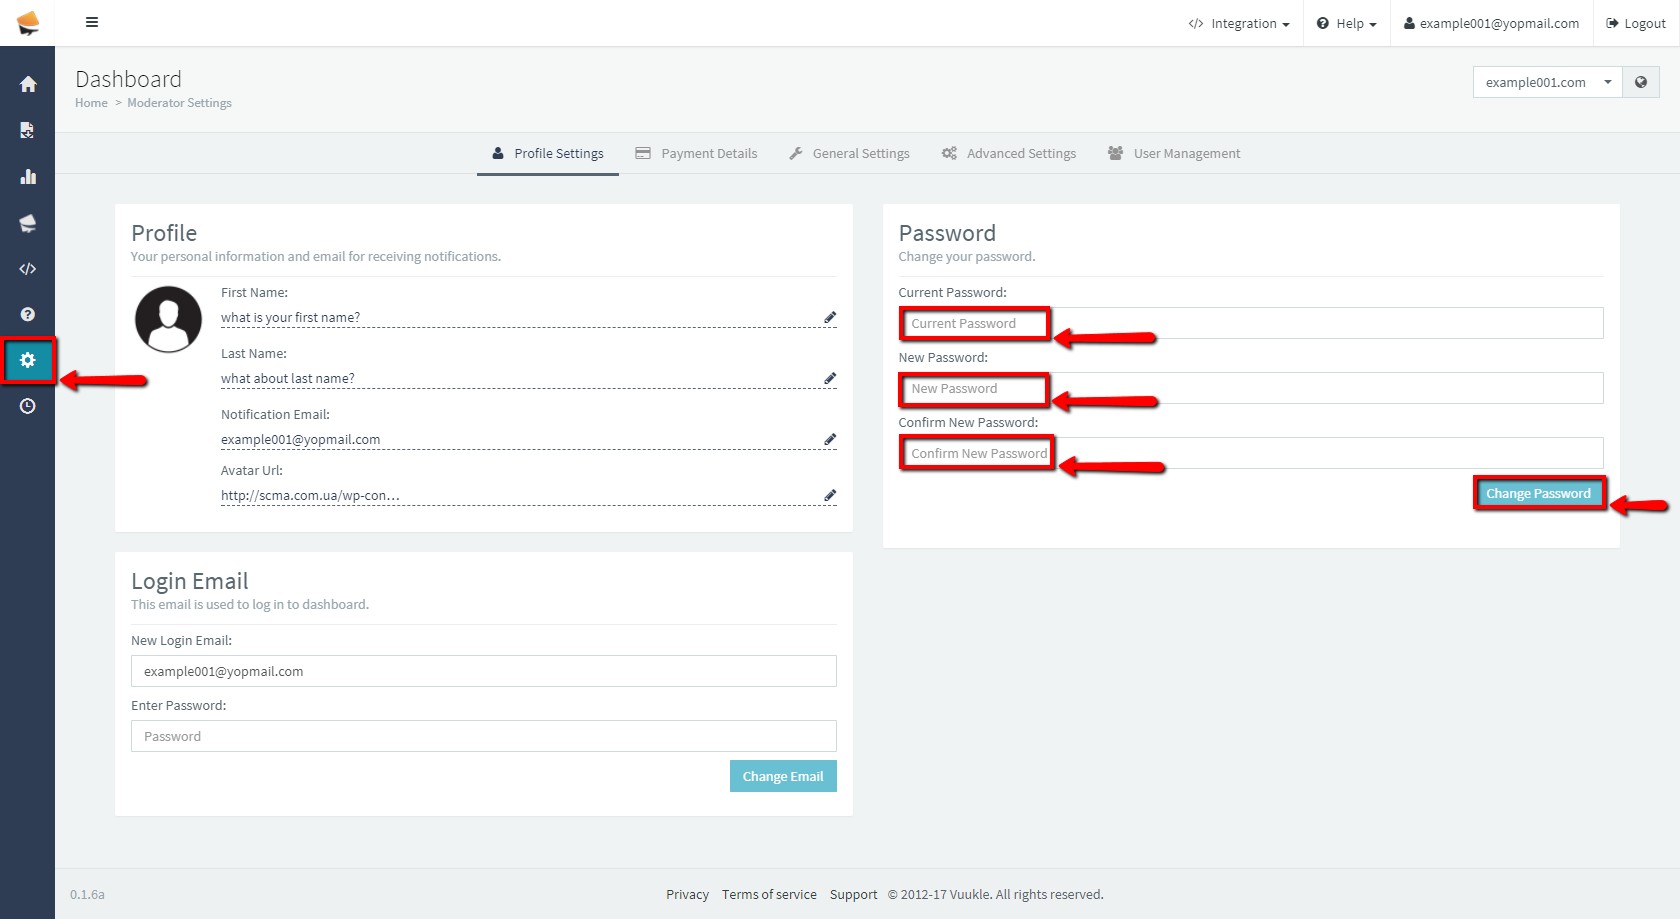 Integration
Help
example001@yopmail.com
Logout
Dashboard
Home > Moderator Settings
example001.com
Profile Settings
Payment Details
General Settings
Advanced Settings
User Management
Profile
Your personal information and email for receiving notifications.
First Name:
what is your first name?
Last Name:
what about last name?
Notification Email:
example001@yopmail.com
Avatar Url:
http://scma.com.ua/wp-con...
Password
Change your password.
Current Password:
Current Password
New Password:
New Password
Confirm New Password:
Confirm New Password
Change Password
Login Email
This email is used to log in to dashboard.
New Login Email:
example001@yopmail.com
Enter Password:
Password
Change Email
0.1.6a
Privacy Terms of service Support © 2012-17 Vuukle. All rights reserved.